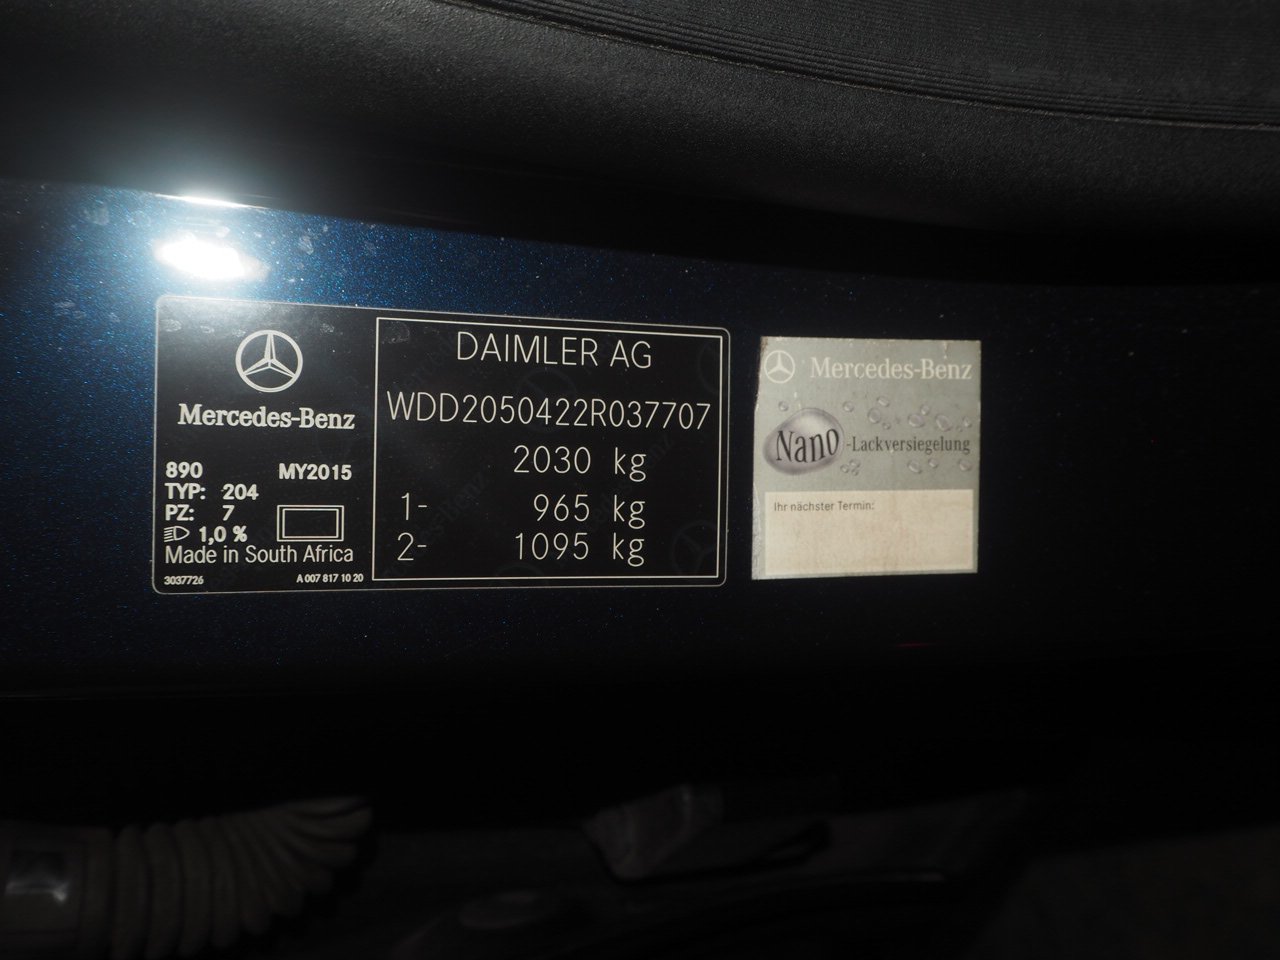 Mercedes-Benz
890 MY2015
TYP: 204
PZ: 7
1,0 %
Made in South Africa
3037726 A 007 817 10 20
DAIMLER AG
WDD2050422R037707
2030 kg
1- 965 kg
2- 1095 kg
Mercedes-Benz
Nano-Lackversiegelung
Ihr nächster Termin: